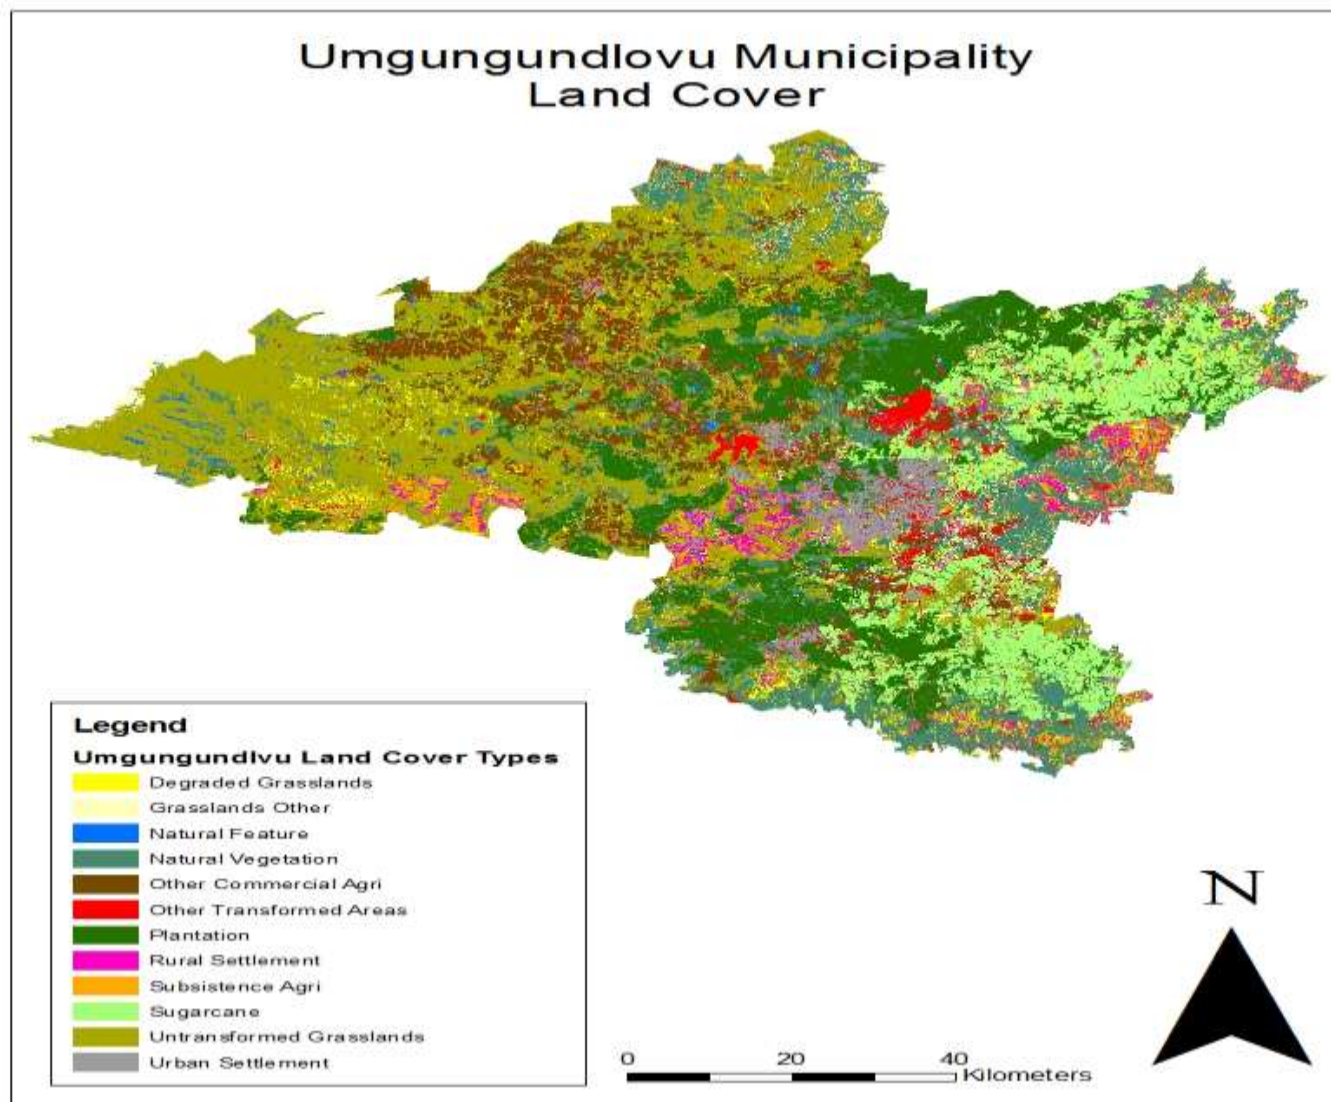 Umgungundlovu Municipality
Land Cover
Legend
Umgungundlvu Land Cover Types
Degraded Grasslands
Grasslands Other
Natural Feature
Natural Vegetation
Other Commercial Agri
Other Transformed Areas
Plantation
Rural Settlement
Subsistence Agri
Sugarcane
Untransformed Grasslands
Urban Settlement
N
0 20 40
Kilometers